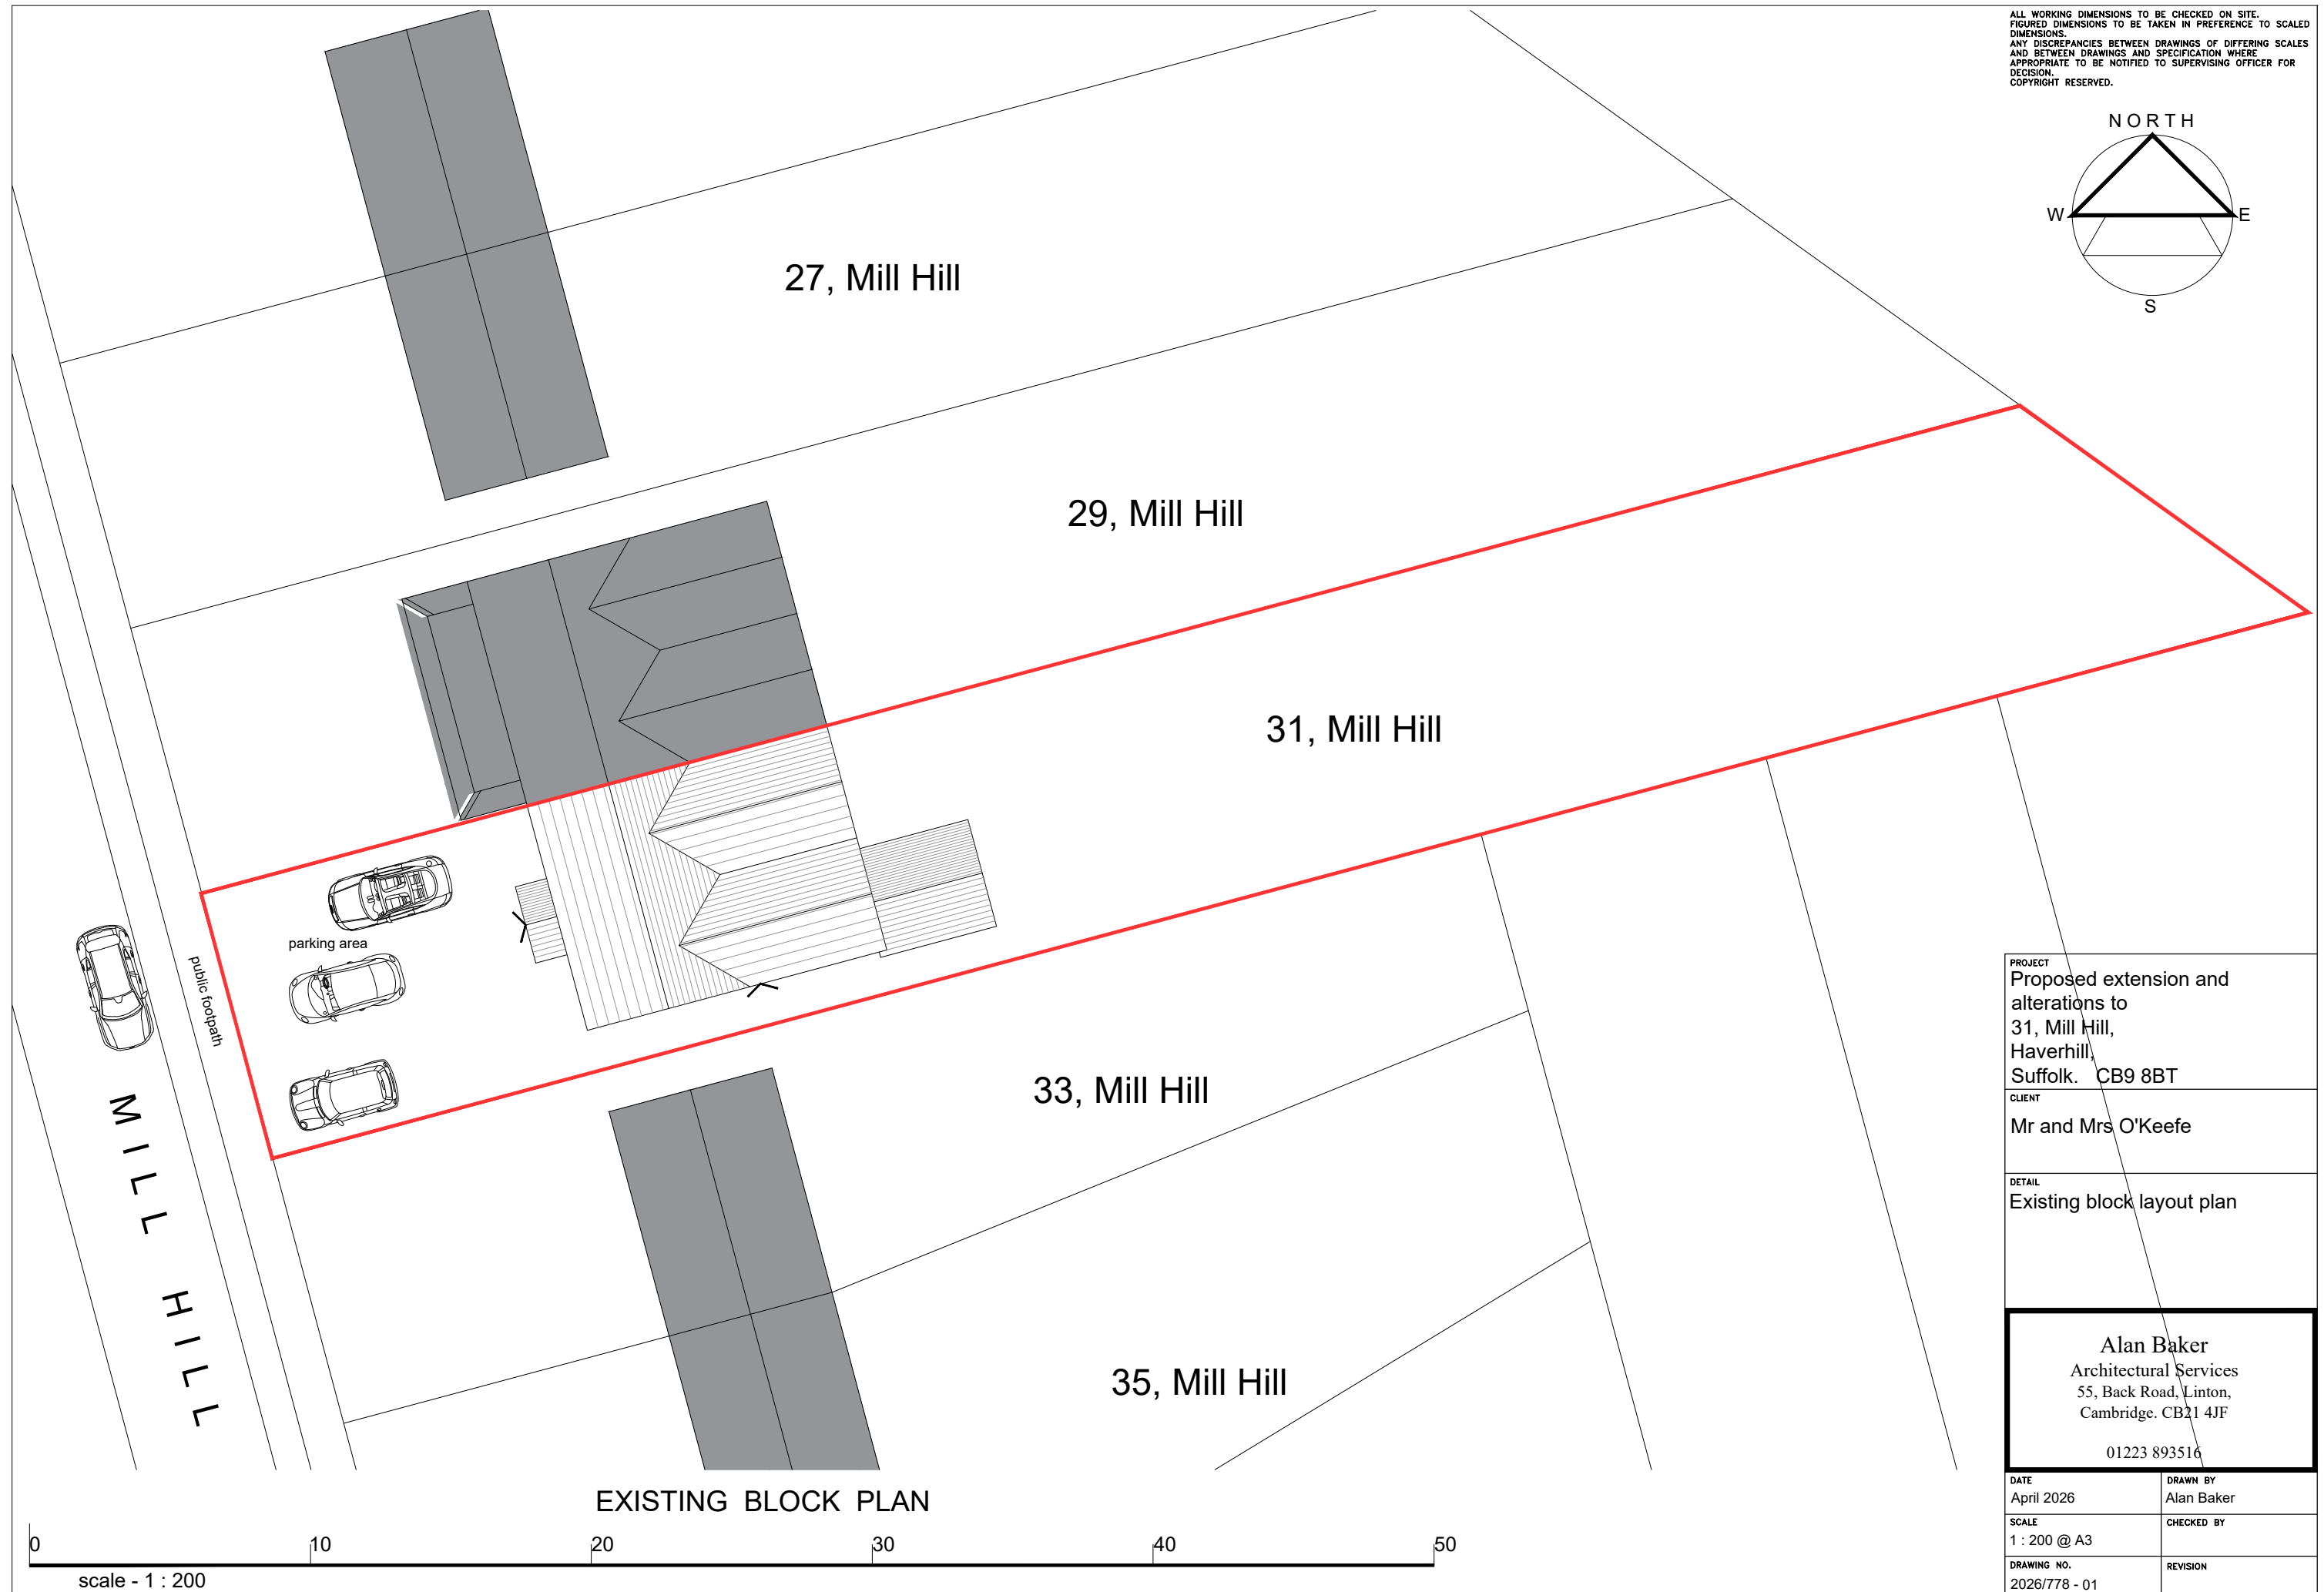 ALL WORKING DIMENSIONS TO BE CHECKED ON SITE.
FIGURED DIMENSIONS TO BE TAKEN IN PREFERENCE TO SCALED
DIMENSIONS.
ANY DISCREPANCIES BETWEEN DRAWINGS OF DIFFERING SCALES
AND BETWEEN DRAWINGS AND SPECIFICATION WHERE
APPROPRIATE TO BE NOTIFIED TO SUPERVISING OFFICER FOR
DECISION.
COPYRIGHT RESERVED.
NORTH
W
E
S
27, Mill Hill
29, Mill Hill
31, Mill Hill
parking area
public footpath
33, Mill Hill
MILL HILL
35, Mill Hill
PROJECT
Proposed extension and
alterations to
31, Mill Hill,
Haverhill,
Suffolk. CB9 8BT
CLIENT
Mr and Mrs O'Keefe
DETAIL
Existing block layout plan
Alan Baker
Architectural Services
55, Back Road, Linton,
Cambridge. CB21 4JF
01223 893516
DATE
April 2026
DRAWN BY
Alan Baker
SCALE
1 : 200 @ A3
CHECKED BY
DRAWING NO.
2026/778 - 01
REVISION
EXISTING BLOCK PLAN
0 10 20 30 40 50
scale - 1 : 200